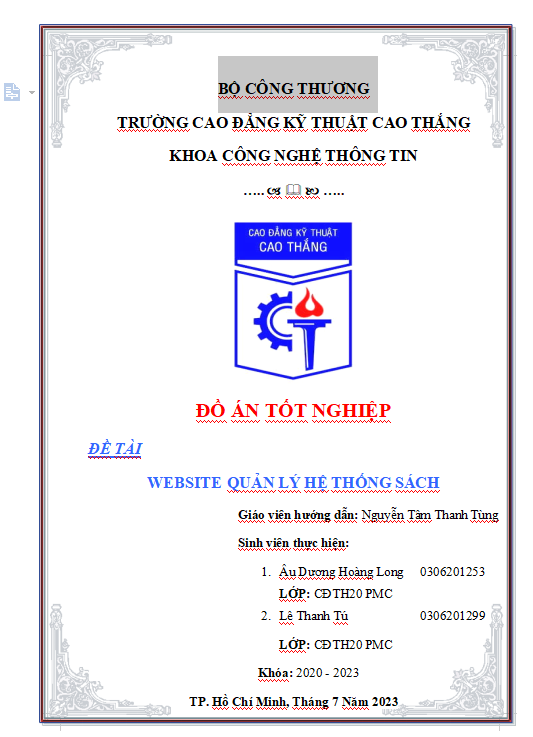 BỘ CÔNG THƯƠNG
TRƯỜNG CAO ĐẲNG KỸ THUẬT CAO THẮNG
KHOA CÔNG NGHỆ THÔNG TIN
..... 🙣 🕮 🙡 .....
CAO ĐẲNG KỸ THUẬT
CAO THẮNG
ĐỒ ÁN TỐT NGHIỆP
ĐỀ TÀI
WEBSITE QUẢN LÝ HỆ THỐNG SÁCH
Giáo viên hướng dẫn: Nguyễn Tâm Thanh Tùng
Sinh viên thực hiện:
1. Âu Dương Hoàng Long 0306201253
LỚP: CĐTH20 PMC
2. Lê Thanh Tú 0306201299
LỚP: CĐTH20 PMC
Khóa: 2020 - 2023
TP. Hồ Chí Minh, Tháng 7 Năm 2023